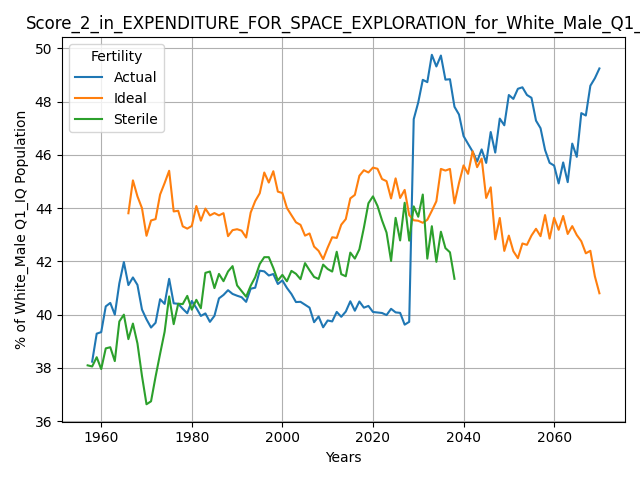 Score_2_in_EXPENDITURE_FOR_SPACE_EXPLORATION_for_White_Male_Q1_
Fertility
Actual
Ideal
Sterile
% of White_Male Q1_IQ Population
50
48
46
44
42
40
38
36
1960
1980
2000
2020
2040
2060
Years